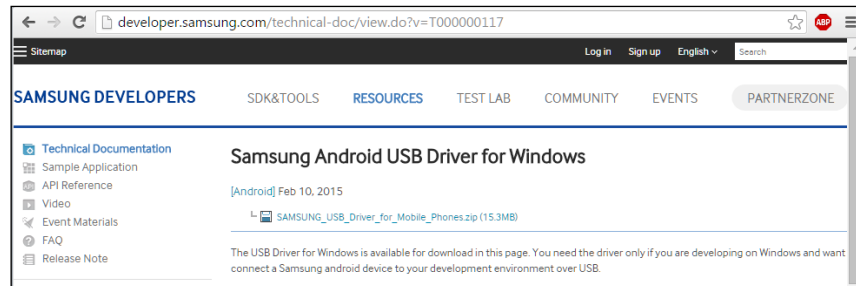 developer.samsung.com/technical-doc/view.do?v=T000000117
ABP
Sitemap
Log in Sign up English Search
SAMSUNG DEVELOPERS SDK&TOOLS RESOURCES TEST LAB COMMUNITY EVENTS PARTNERZONE
Technical Documentation
Sample Application
API Reference
Video
Event Materials
FAQ
Release Note
Samsung Android USB Driver for Windows
[Android] Feb 10, 2015
SAMSUNG_USB_Driver_for_Mobile_Phones.zip (15.3MB)
The USB Driver for Windows is available for download in this page. You need the driver only if you are developing on Windows and want
connect a Samsung android device to your development environment over USB.